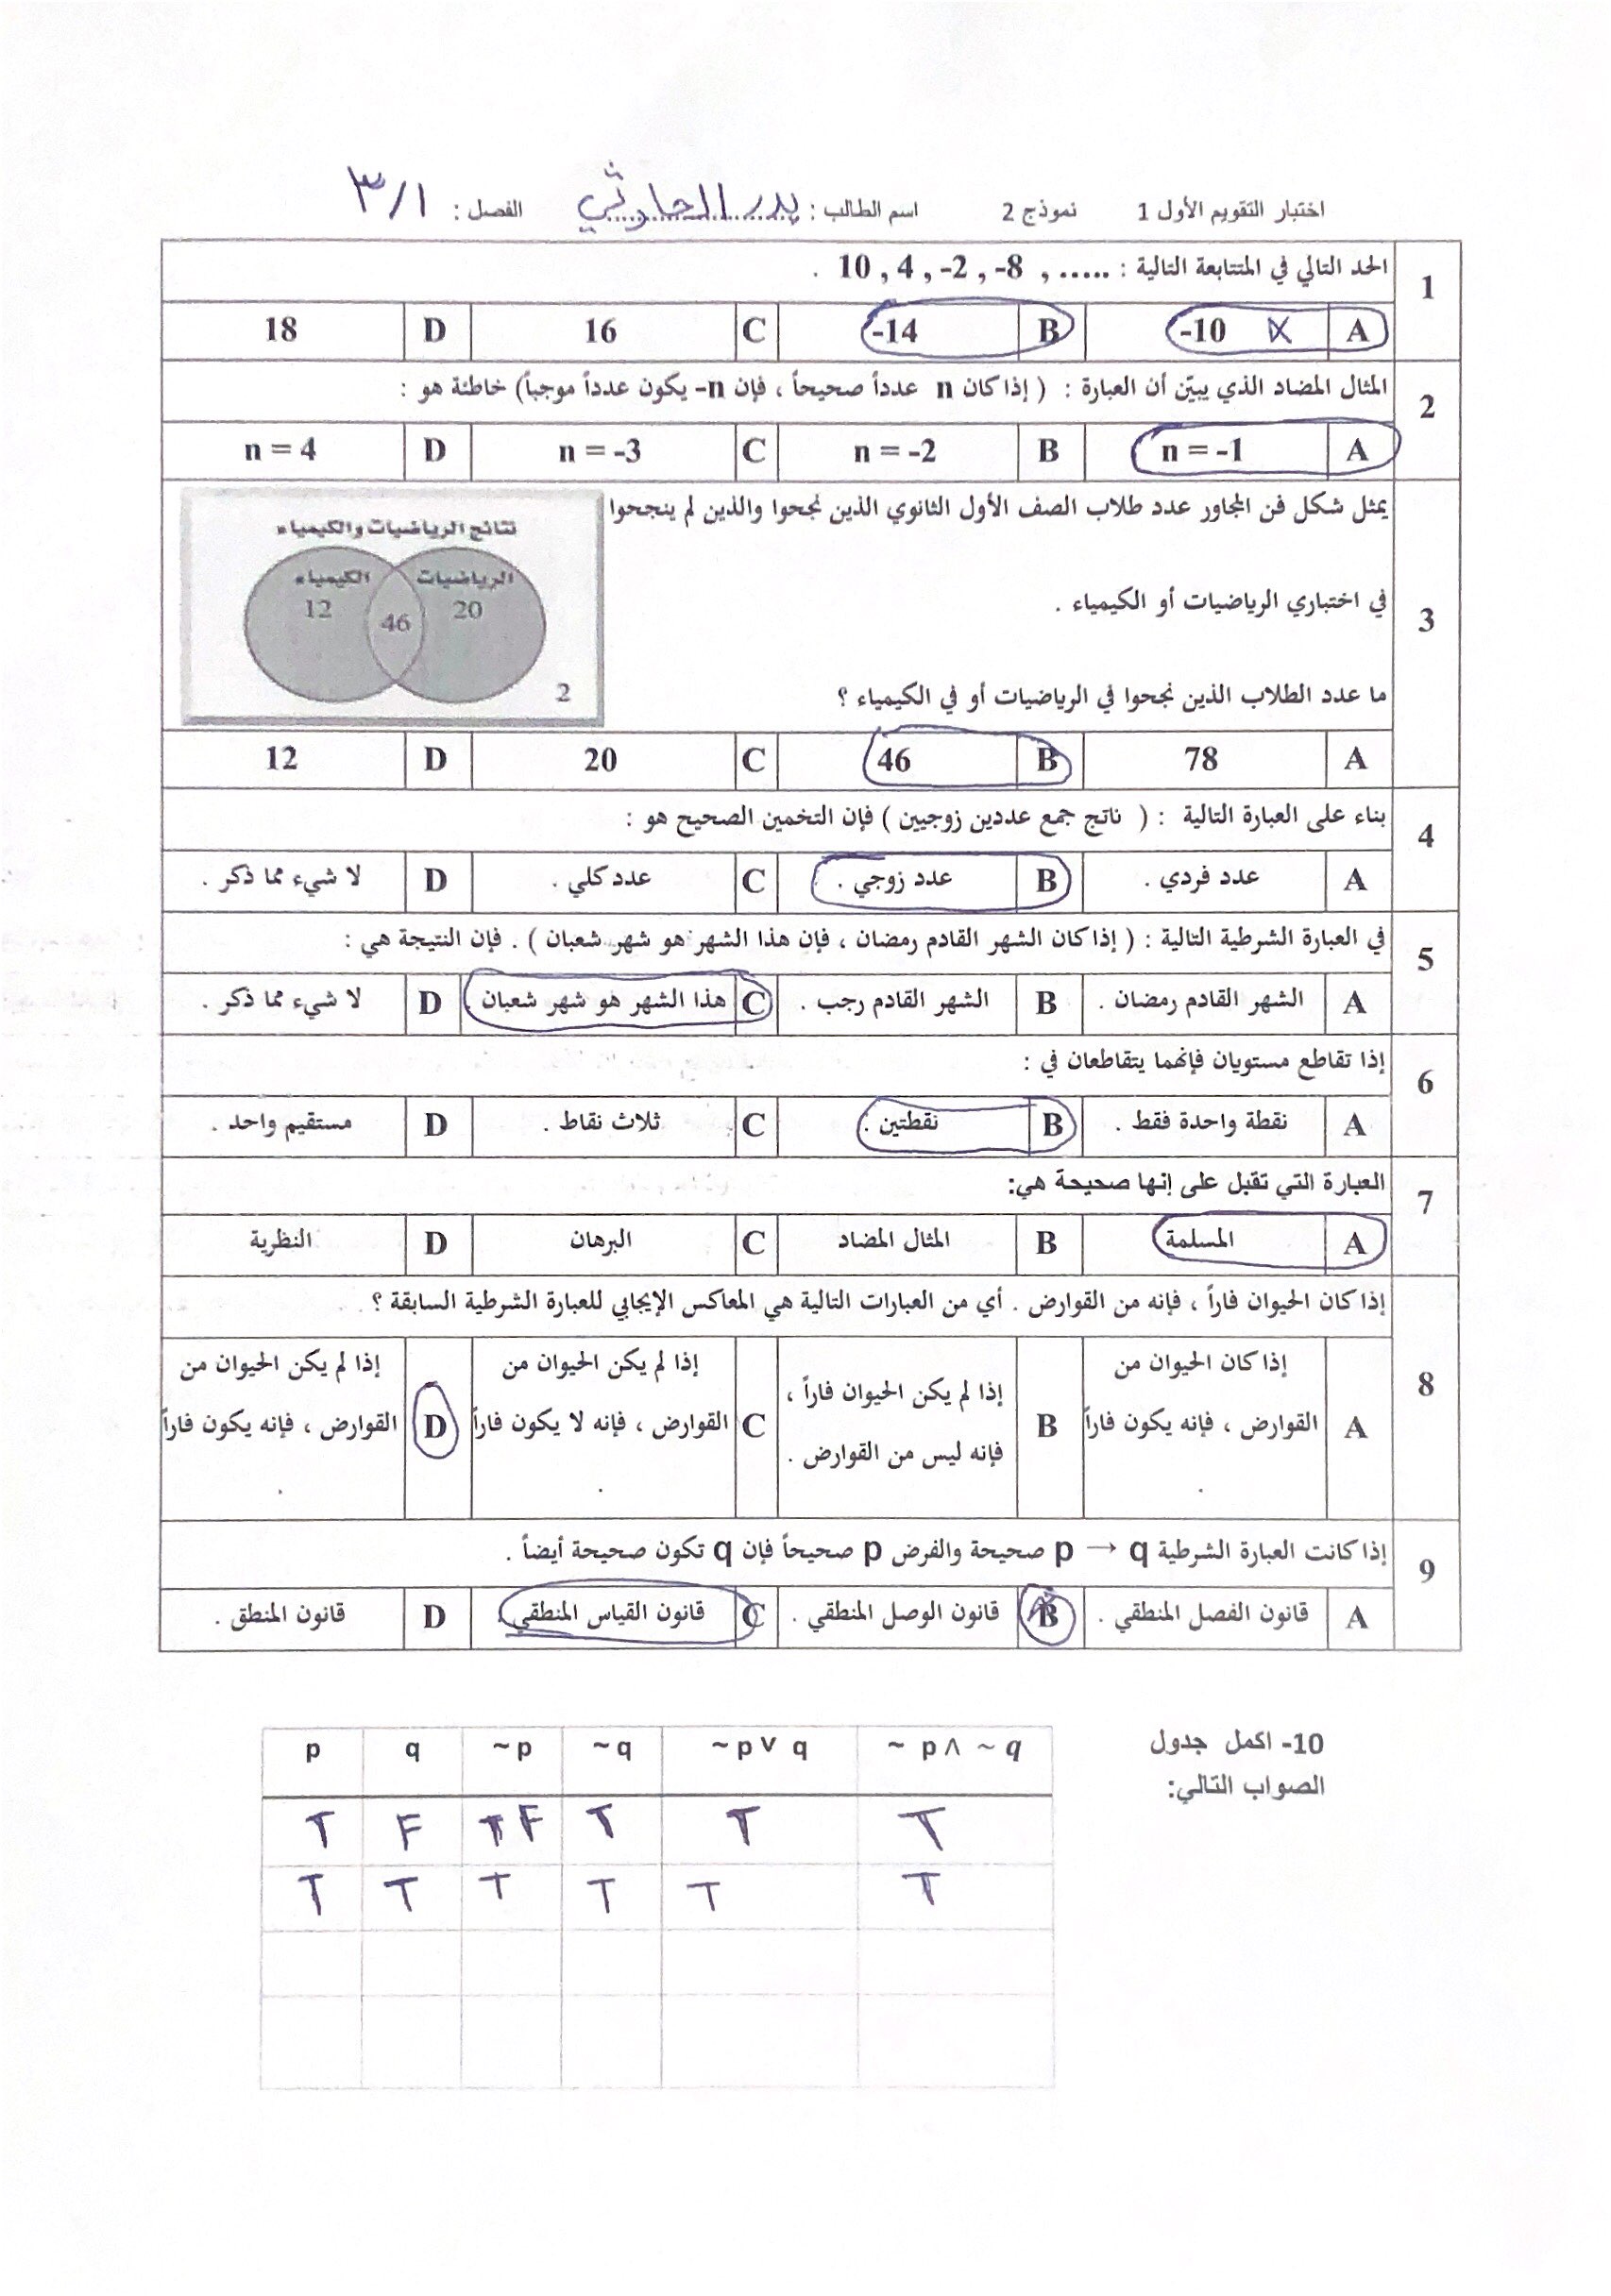 اختبار التقويم الأول 1 نموذج 2 اسم الطالب : بدر الحارثي الفصل : ٣/١
1 الحد التالي في المتتابعة التالية : ..... , 8- , 2- , 4 , 10 .
A -10 B -14 C 16 D 18
2 المثال المضاد الذي يبيّن أن العبارة : ( إذا كان n عدداً صحيحاً ، فإن n- يكون عدداً موجباً) خاطئة هو :
A n = -1 B n = -2 C n = -3 D n = 4
3 يمثل شكل فن المجاور عدد طلاب الصف الأول الثانوي الذين نجحوا والذين لم ينجحوا
في اختباري الرياضيات أو الكيمياء .
ما عدد الطلاب الذين نجحوا في الرياضيات أو في الكيمياء ؟
نتائج الرياضيات والكيمياء
الرياضيات الكيمياء
20 46 12
2
A 78 B 46 C 20 D 12
4 بناء على العبارة التالية : ( ناتج جمع عددين زوجيين ) فإن التخمين الصحيح هو :
A عدد فردي . B عدد زوجي . C عدد كلي . D لا شيء مما ذكر .
5 في العبارة الشرطية التالية : ( إذا كان الشهر القادم رمضان ، فإن هذا الشهر هو شهر شعبان ) . فإن النتيجة هي :
A الشهر القادم رمضان . B الشهر القادم رجب . C هذا الشهر هو شهر شعبان D لا شيء مما ذكر .
6 إذا تقاطع مستويان فإنهما يتقاطعان في :
A نقطة واحدة فقط . B نقطتين . C ثلاث نقاط . D مستقيم واحد .
7 العبارة التي تقبل على إنها صحيحة هي:
A المسلمة B المثال المضاد C البرهان D النظرية
8 إذا كان الحيوان فاراً ، فإنه من القوارض . أي من العبارات التالية هي المعاكس الإيجابي للعبارة الشرطية السابقة ؟
A إذا كان الحيوان من القوارض ، فإنه يكون فاراً . B إذا لم يكن الحيوان فاراً ، فإنه ليس من القوارض . C إذا لم يكن الحيوان من القوارض ، فإنه لا يكون فاراً . D إذا لم يكن الحيوان من القوارض ، فإنه يكون فاراً .
9 إذا كانت العبارة الشرطية p → q صحيحة والفرض p صحيحاً فإن q تكون صحيحة أيضاً .
A قانون الفصل المنطقي . B قانون الوصل المنطقي . C قانون القياس المنطقي . D قانون المنطق .
10- اكمل جدول
الصواب التالي:
p q ~p ~q ~p ∨ q ~ p ∧ ~ q
T F F T T T
T T T T T T